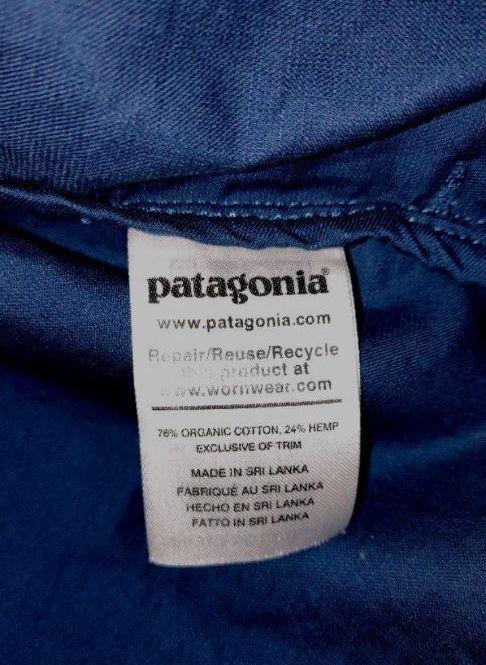 patagonia®
www.patagonia.com
Repair/Reuse/Recycle
this product at
www.wornwear.com
76% ORGANIC COTTON, 24% HEMP
EXCLUSIVE OF TRIM
MADE IN SRI LANKA
FABRIQUÉ AU SRI LANKA
HECHO EN SRI LANKA
FATTO IN SRI LANKA